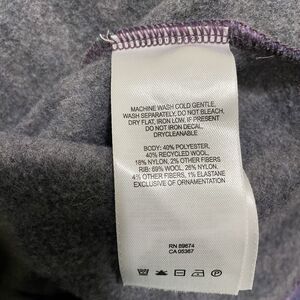 MACHINE WASH COLD GENTLE,
WASH SEPARATELY, DO NOT BLEACH,
DRY FLAT, IRON LOW, IF PRESENT
DO NOT IRON DECAL,
DRYCLEANABLE
BODY: 40% POLYESTER,
40% RECYCLED WOOL,
18% NYLON, 2% OTHER FIBERS
RIB: 69% WOOL, 26% NYLON,
4% OTHER FIBERS, 1% ELASTANE
EXCLUSIVE OF ORNAMENTATION
RN 89674
CA 05367